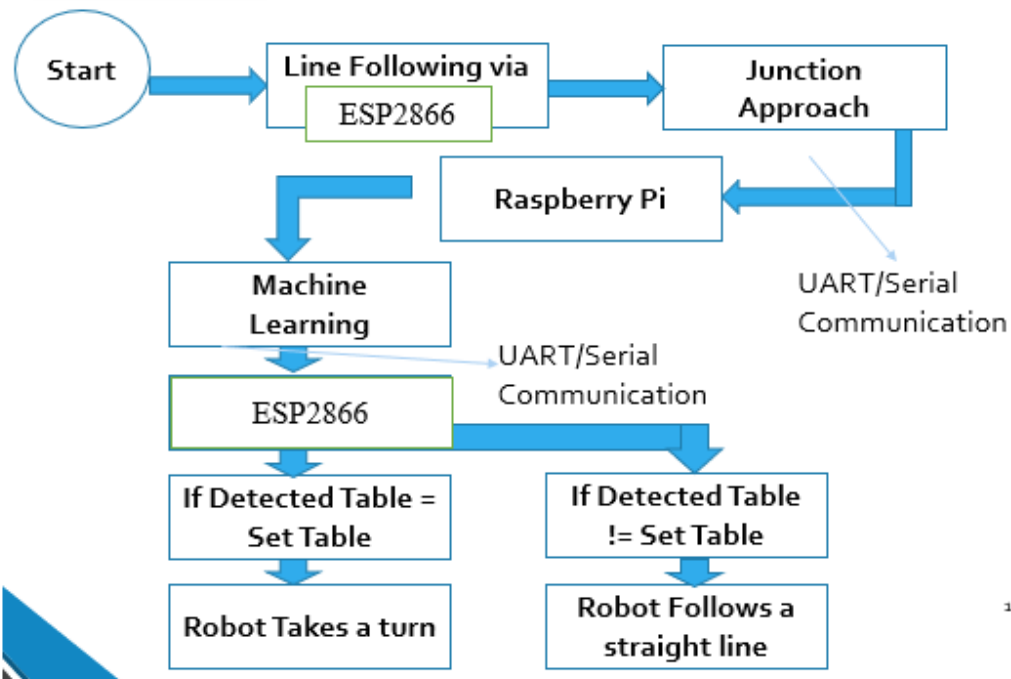 Start
Line Following via
ESP2866
Junction
Approach
Raspberry Pi
UART/Serial
Communication
Machine
Learning
UART/Serial
Communication
ESP2866
If Detected Table =
Set Table
If Detected Table
!= Set Table
Robot Takes a turn
Robot Follows a
straight line
1